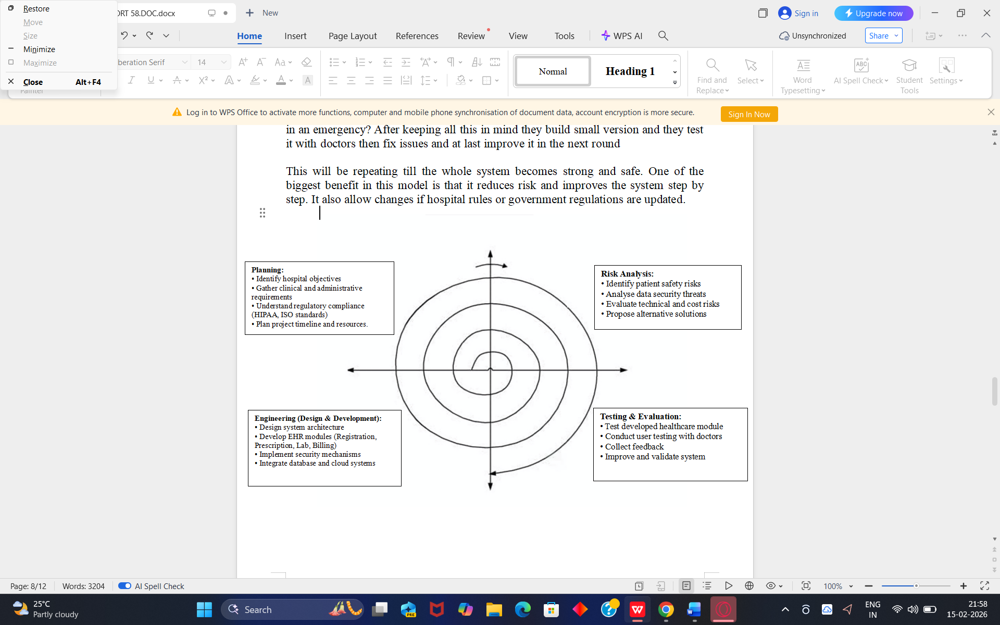 Restore
Move
Size
Minimize
Maximize
Close Alt+F4
ORT 58.DOC.docx
New
Sign in
Upgrade now
Home Insert Page Layout References Review View Tools WPS AI
Unsynchronized
Share
beration Serif 14
Painter
Normal
Heading 1
Find and
Replace
Select
Word
Typesetting
AI Spell Check
Student
Tools
Settings
Log in to WPS Office to activate more functions, computer and mobile phone synchronisation of document data, account encryption is more secure.
Sign In Now
in an emergency? After keeping all this in mind they build small version and they test
it with doctors then fix issues and at last improve it in the next round
This will be repeating till the whole system becomes strong and safe. One of the
biggest benefit in this model is that it reduces risk and improves the system step by
step. It also allow changes if hospital rules or government regulations are updated.
Planning:
• Identify hospital objectives
• Gather clinical and administrative
requirements
• Understand regulatory compliance
(HIPAA, ISO standards)
• Plan project timeline and resources.
Risk Analysis:
• Identify patient safety risks
• Analyse data security threats
• Evaluate technical and cost risks
• Propose alternative solutions
Engineering (Design & Development):
• Design system architecture
• Develop EHR modules (Registration,
Prescription, Lab, Billing)
• Implement security mechanisms
• Integrate database and cloud systems
Testing & Evaluation:
• Test developed healthcare module
• Conduct user testing with doctors
• Collect feedback
• Improve and validate system
Page: 8/12 Words: 3204 AI Spell Check
100%
25°C
Partly cloudy
Search
PRE
ENG
IN
21:58
15-02-2026